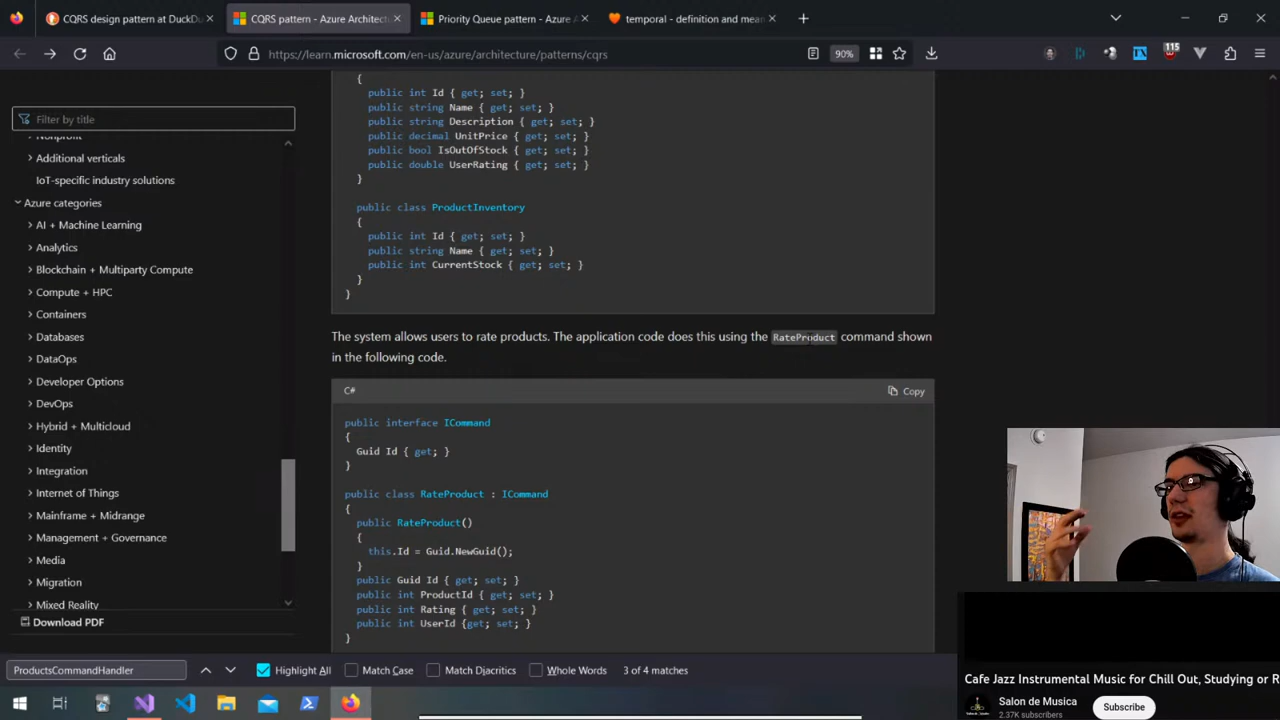 CQRS design pattern at DuckDu
CQRS pattern - Azure Architect
Priority Queue pattern - Azure A
temporal - definition and mean
https://learn.microsoft.com/en-us/azure/architecture/patterns/cqrs
90%
115
Filter by title
Nonprofit
Additional verticals
IoT-specific industry solutions
Azure categories
AI + Machine Learning
Analytics
Blockchain + Multiparty Compute
Compute + HPC
Containers
Databases
DataOps
Developer Options
DevOps
Hybrid + Multicloud
Identity
Integration
Internet of Things
Mainframe + Midrange
Management + Governance
Media
Migration
Mixed Reality
Download PDF
{
public int Id { get; set; }
public string Name { get; set; }
public string Description { get; set; }
public decimal UnitPrice { get; set; }
public bool IsOutOfStock { get; set; }
public double UserRating { get; set; }
}
public class ProductInventory
{
public int Id { get; set; }
public string Name { get; set; }
public int CurrentStock { get; set; }
}
}
The system allows users to rate products. The application code does this using the RateProduct command shown
in the following code.
C#
Copy
public interface ICommand
{
Guid Id { get; }
}
public class RateProduct : ICommand
{
public RateProduct()
{
this.Id = Guid.NewGuid();
}
public Guid Id { get; set; }
public int ProductId { get; set; }
public int Rating { get; set; }
public int UserId {get; set; }
}
ProductsCommandHandler
Highlight All
Match Case
Match Diacritics
Whole Words
3 of 4 matches
Cafe Jazz Instrumental Music for Chill Out, Studying or R
Salon de Musica
2.37K subscribers
Subscribe